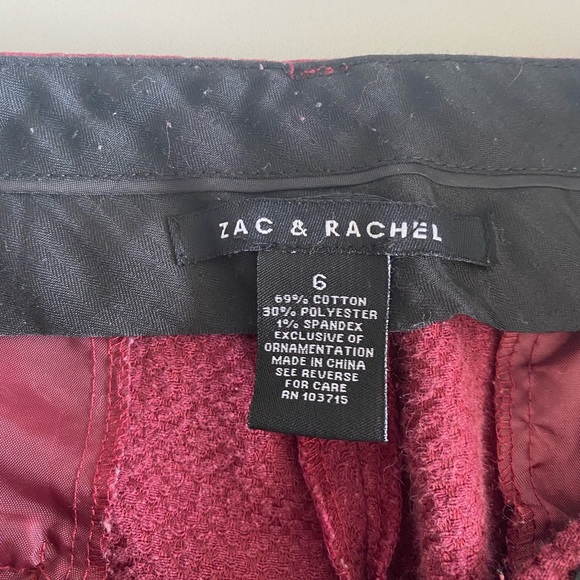 ZAC & RACHEL
6
69% COTTON
30% POLYESTER
1% SPANDEX
EXCLUSIVE OF
ORNAMENTATION
MADE IN CHINA
SEE REVERSE
FOR CARE
RN 103715